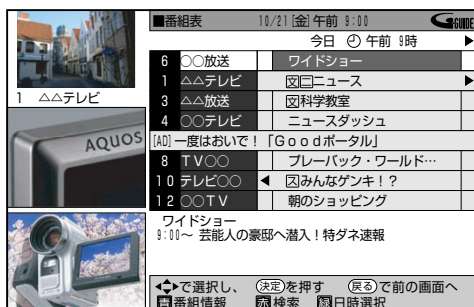 ■番組表 10/21[金]午前 9:00 G-GUIDE
今日 午前 9時 ▶
1 △△テレビ
6 ○○放送 ワイドショー
1 △△テレビ 文二ニュース ▶
3 △△放送 文科学教室
4 ○○テレビ ニュースダッシュ
[AD] 一度はおいで！「Ｇｏｏｄポータル」
8 ＴＶ○○ プレーバック・ワールド…
10 テレビ○○ ◀ 文みんなゲンキ！？
12 ○○ＴＶ 朝のショッピング
AQUOS
ワイドショー
9:00～ 芸能人の豪邸へ潜入！特ダネ速報
で選択し、 決定を押す 戻るで前の画面へ
青番組情報 赤検索 緑日時選択